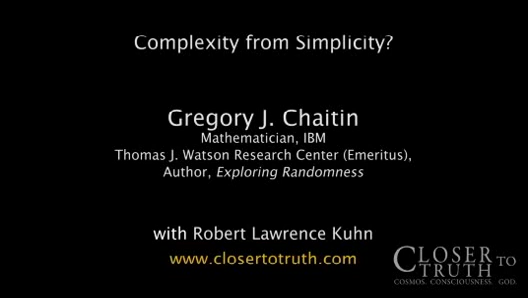 Complexity from Simplicity?
Gregory J. Chaitin
Mathematician, IBM
Thomas J. Watson Research Center (Emeritus),
Author, Exploring Randomness
with Robert Lawrence Kuhn
www.closertotruth.com
CLOSER TO
TRUTH
COSMOS. CONSCIOUSNESS. GOD.